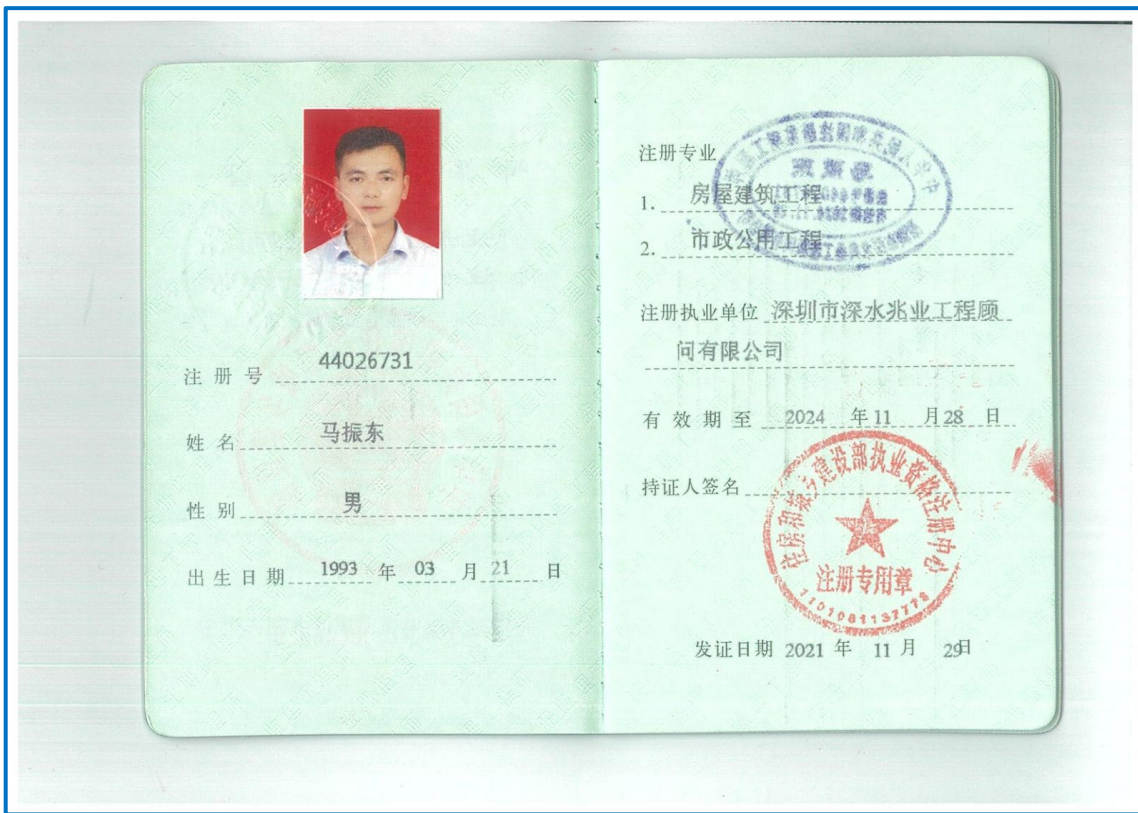 注册号 44026731
姓名 马振东
性别 男
出生日期 1993 年 03 月 21 日
注册专业
1. 房屋建筑工程
2. 市政公用工程
注册执业单位 深圳市深水兆业工程顾
问有限公司
有效期至 2024 年 11 月 28 日
持证人签名
住房和城乡建设部执业资格注册中心
注册专用章
1101081137778
发证日期 2021 年 11 月 29日